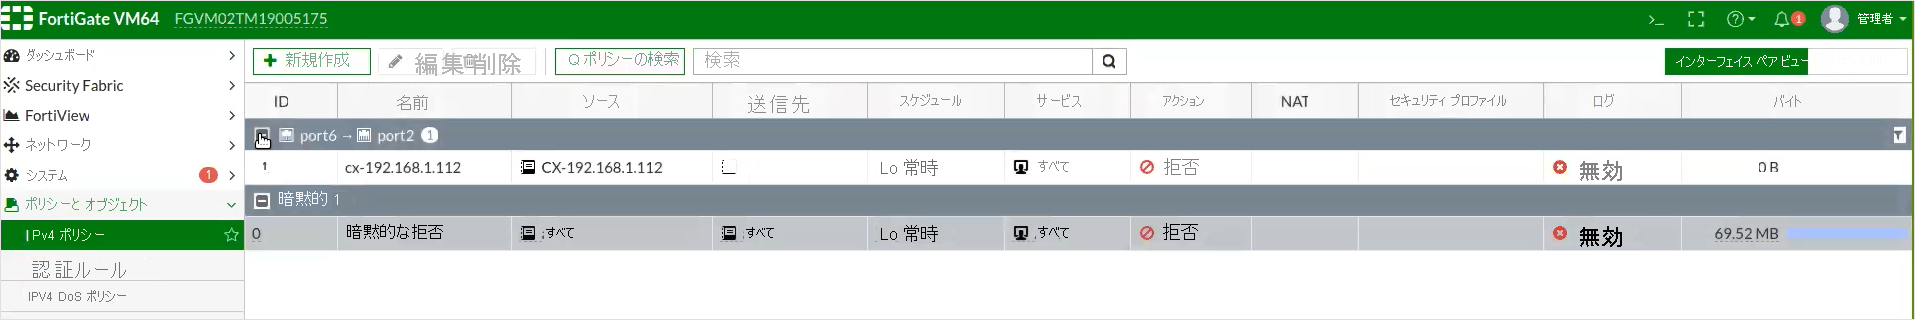 FortiGate VM64 FGVM02TM19005175 >_ 1 管理者
ダッシュボード
Security Fabric
FortiView
ネットワーク
システム 1
ポリシーと オブジェクト
IPv4 ポリシー
認証ルール
IPV4 DoS ポリシー
新規作成 編集 削除 Q ポリシーの検索 検索 インターフェイス ペア ビュー
ID 名前 ソース 送信先 スケジュール サービス アクション NAT セキュリティ プロファイル ログ バイト
port6 → port2 1
1 cx-192.168.1.112 CX-192.168.1.112 Lo 常時 すべて 拒否 無効 0 B
暗黙的 1
0 暗黙的な拒否 すべて すべて Lo 常時 すべて 拒否 無効 69.52 MB